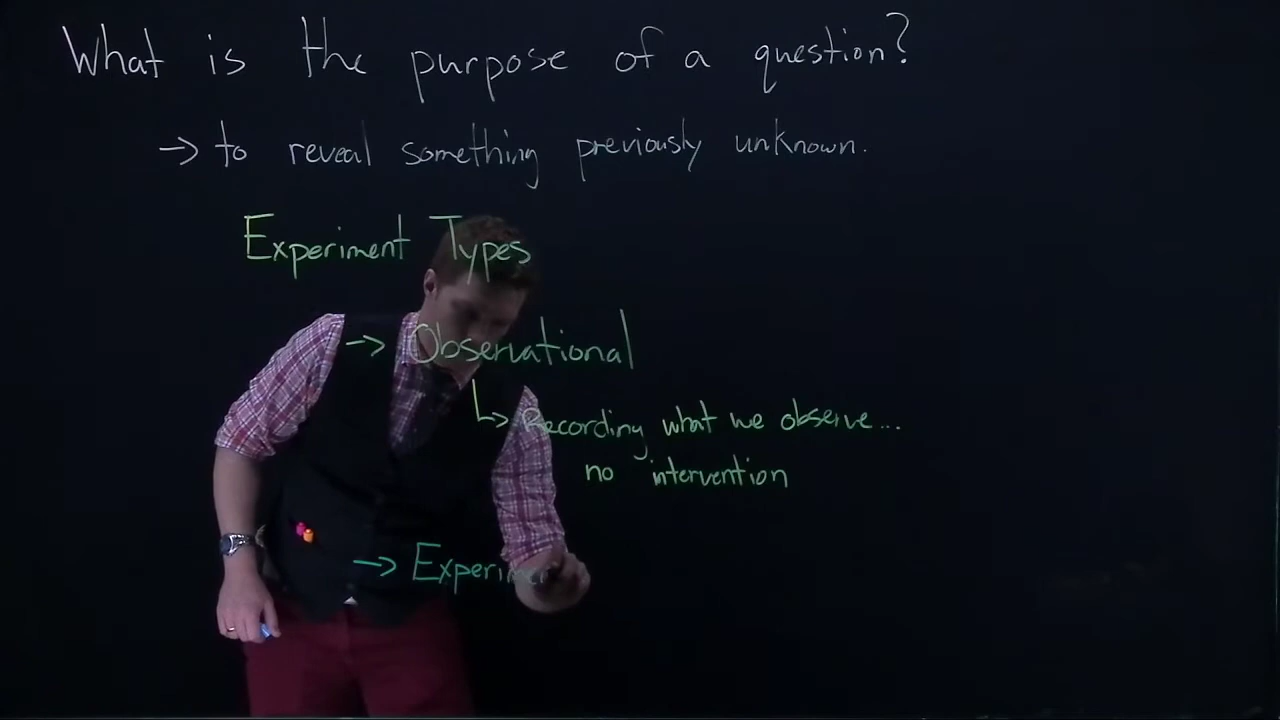 What is the purpose of a question?
→ to reveal something previously unknown.
Experiment Types
→ Observational
↳ Recording what we observe...
no intervention
→ Experimen